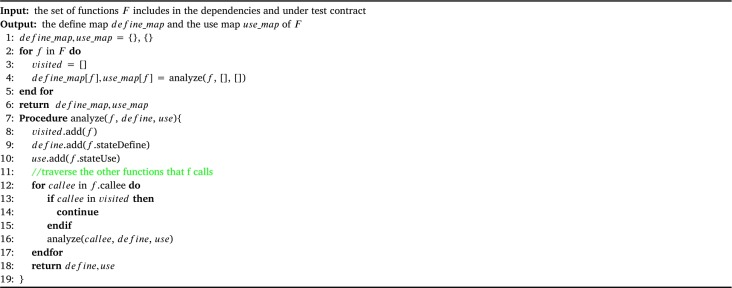 Input: the set of functions F includes in the dependencies and under test contract
Output: the define map define_map and the use map use_map of F
1: define_map, use_map = {}, {}
2: for f in F do
3: visited = []
4: define_map[f], use_map[f] = analyze(f, [], [])
5: end for
6: return define_map, use_map
7: Procedure analyze(f, define, use){
8: visited.add(f)
9: define.add(f.stateDefine)
10: use.add(f.stateUse)
11: //traverse the other functions that f calls
12: for callee in f.callee do
13: if callee in visited then
14: continue
15: endif
16: analyze(callee, define, use)
17: endfor
18: return define, use
19: }